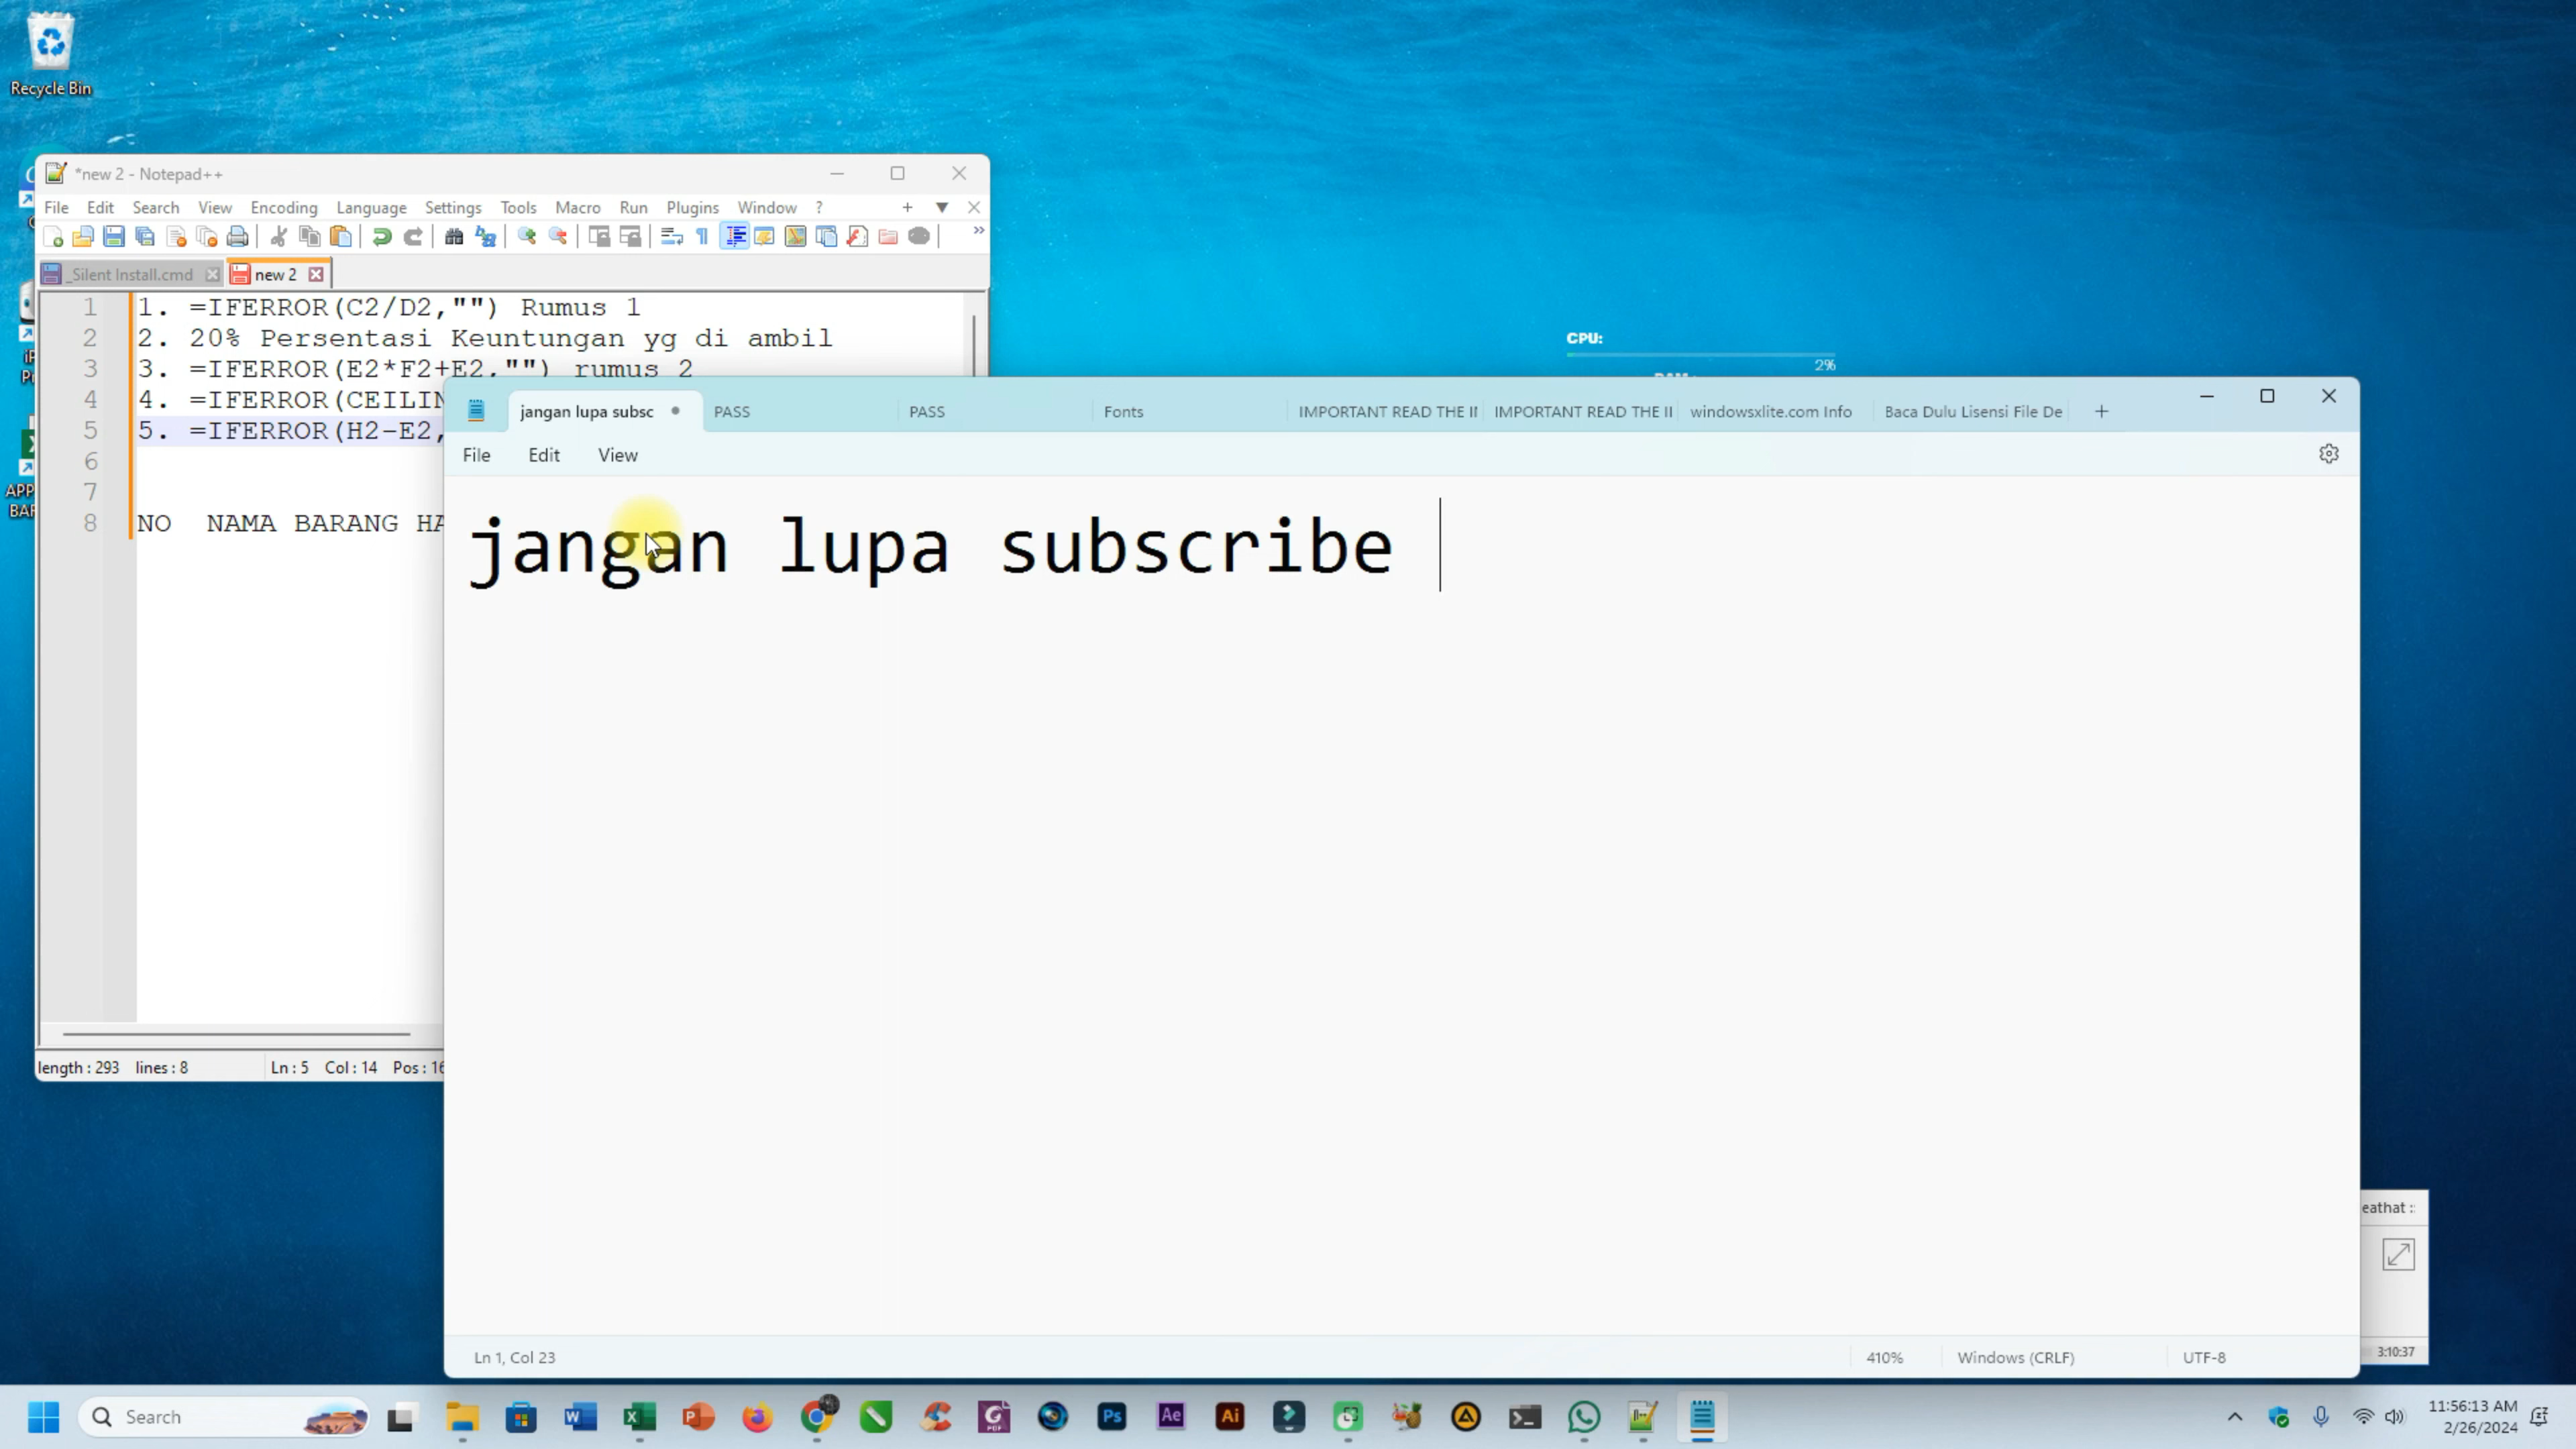 Recycle Bin
*new 2 - Notepad++
File Edit Search View Encoding Language Settings Tools Macro Run Plugins Window ?
_Silent Install.cmd new 2
1 1. =IFERROR(C2/D2,"") Rumus 1
2 2. 20% Persentasi Keuntungan yg di ambil
3 3. =IFERROR(E2*F2+E2,"") rumus 2
4 4. =IFERROR(CEILIN
5 5. =IFERROR(H2-E2,
6
7
8 NO NAMA BARANG HA
length : 293 lines : 8 Ln : 5 Col : 14 Pos : 16
CPU:
2%
jangan lupa subsc PASS PASS Fonts IMPORTANT READ THE II IMPORTANT READ THE II windowsxlite.com Info Baca Dulu Lisensi File De
File Edit View
jangan lupa subscribe
Ln 1, Col 23 410% Windows (CRLF) UTF-8
eathat ::
3:10:37
Search
11:56:13 AM
2/26/2024